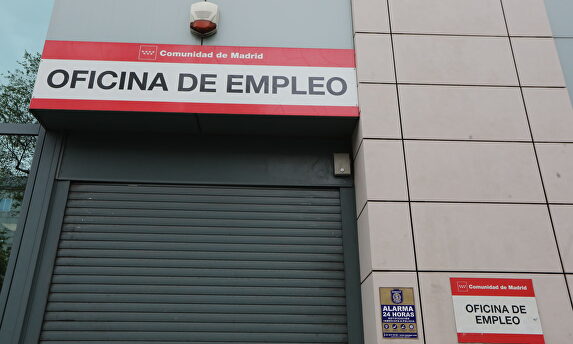 Comunidad de Madrid
OFICINA DE EMPLEO
ALARMA
24 HORAS
Comunidad de Madrid
OFICINA DE
EMPLEO